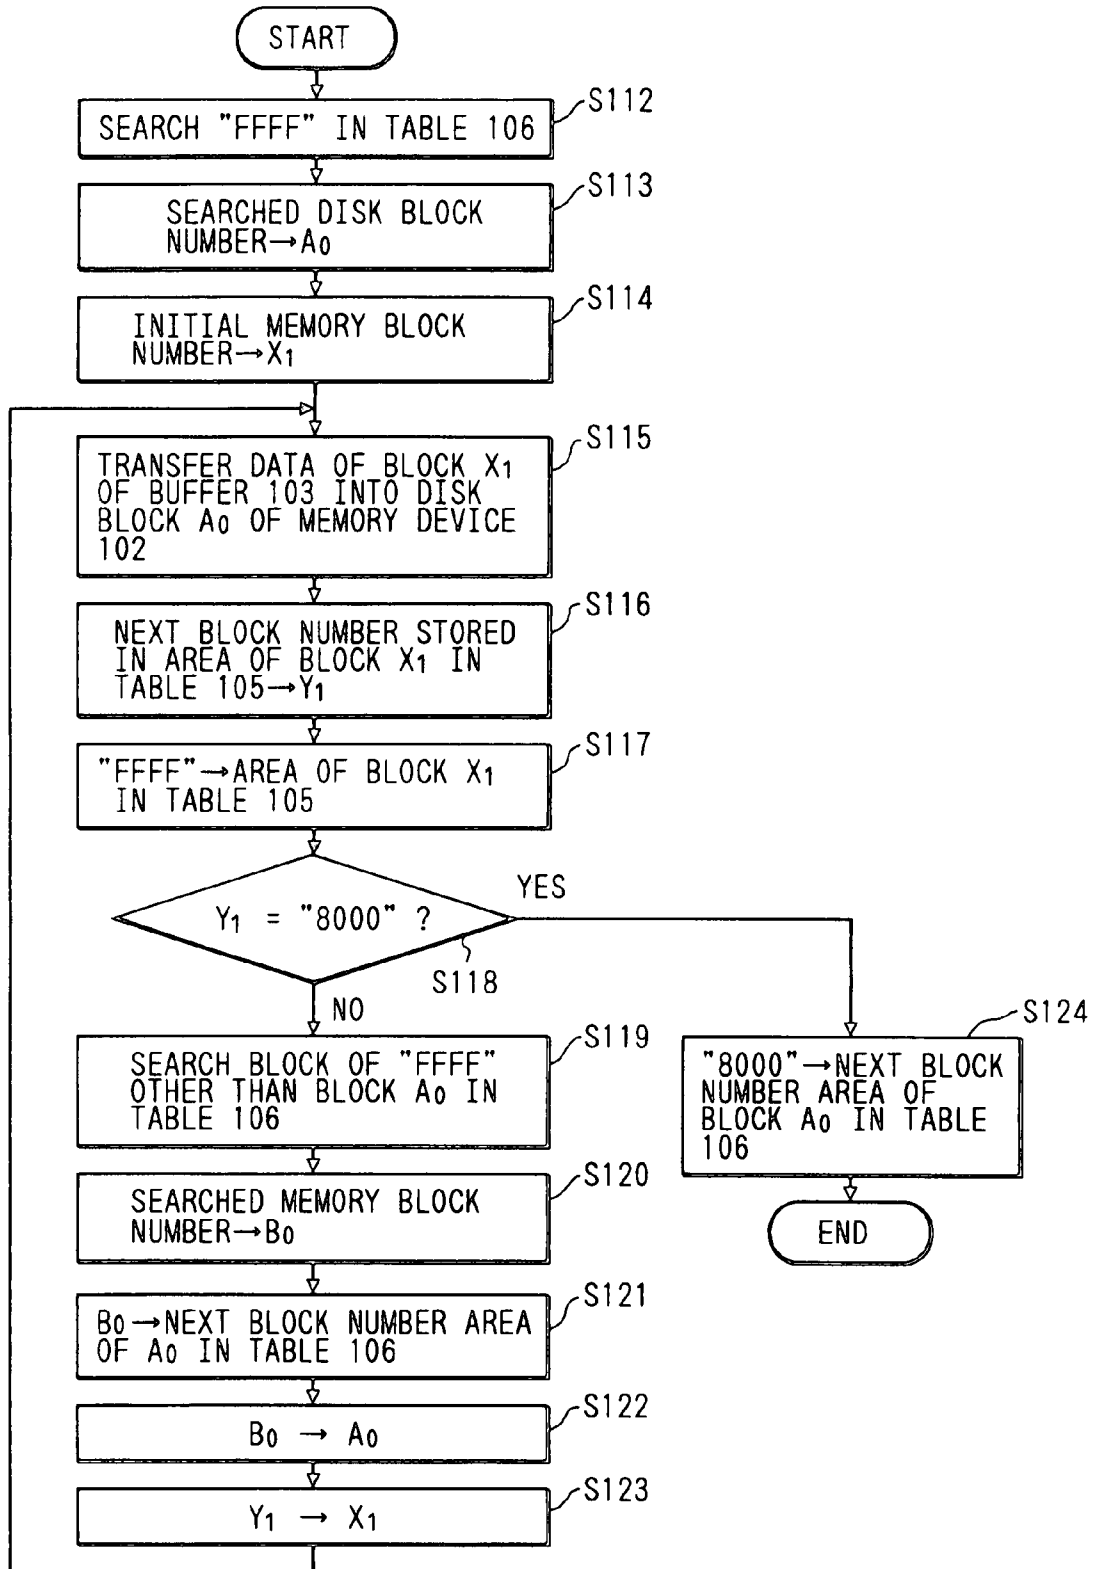 START
S112
SEARCH "FFFF" IN TABLE 106
S113
SEARCHED DISK BLOCK
NUMBER→A0
S114
INITIAL MEMORY BLOCK
NUMBER→X1
S115
TRANSFER DATA OF BLOCK X1
OF BUFFER 103 INTO DISK
BLOCK A0 OF MEMORY DEVICE
102
S116
NEXT BLOCK NUMBER STORED
IN AREA OF BLOCK X1 IN
TABLE 105→Y1
S117
"FFFF"→AREA OF BLOCK X1
IN TABLE 105
YES
Y1 = "8000" ?
S118
NO
S119
SEARCH BLOCK OF "FFFF"
OTHER THAN BLOCK A0 IN
TABLE 106
S124
"8000"→NEXT BLOCK
NUMBER AREA OF
BLOCK A0 IN TABLE
106
S120
SEARCHED MEMORY BLOCK
NUMBER→B0
END
S121
B0→NEXT BLOCK NUMBER AREA
OF A0 IN TABLE 106
S122
B0 → A0
S123
Y1 → X1